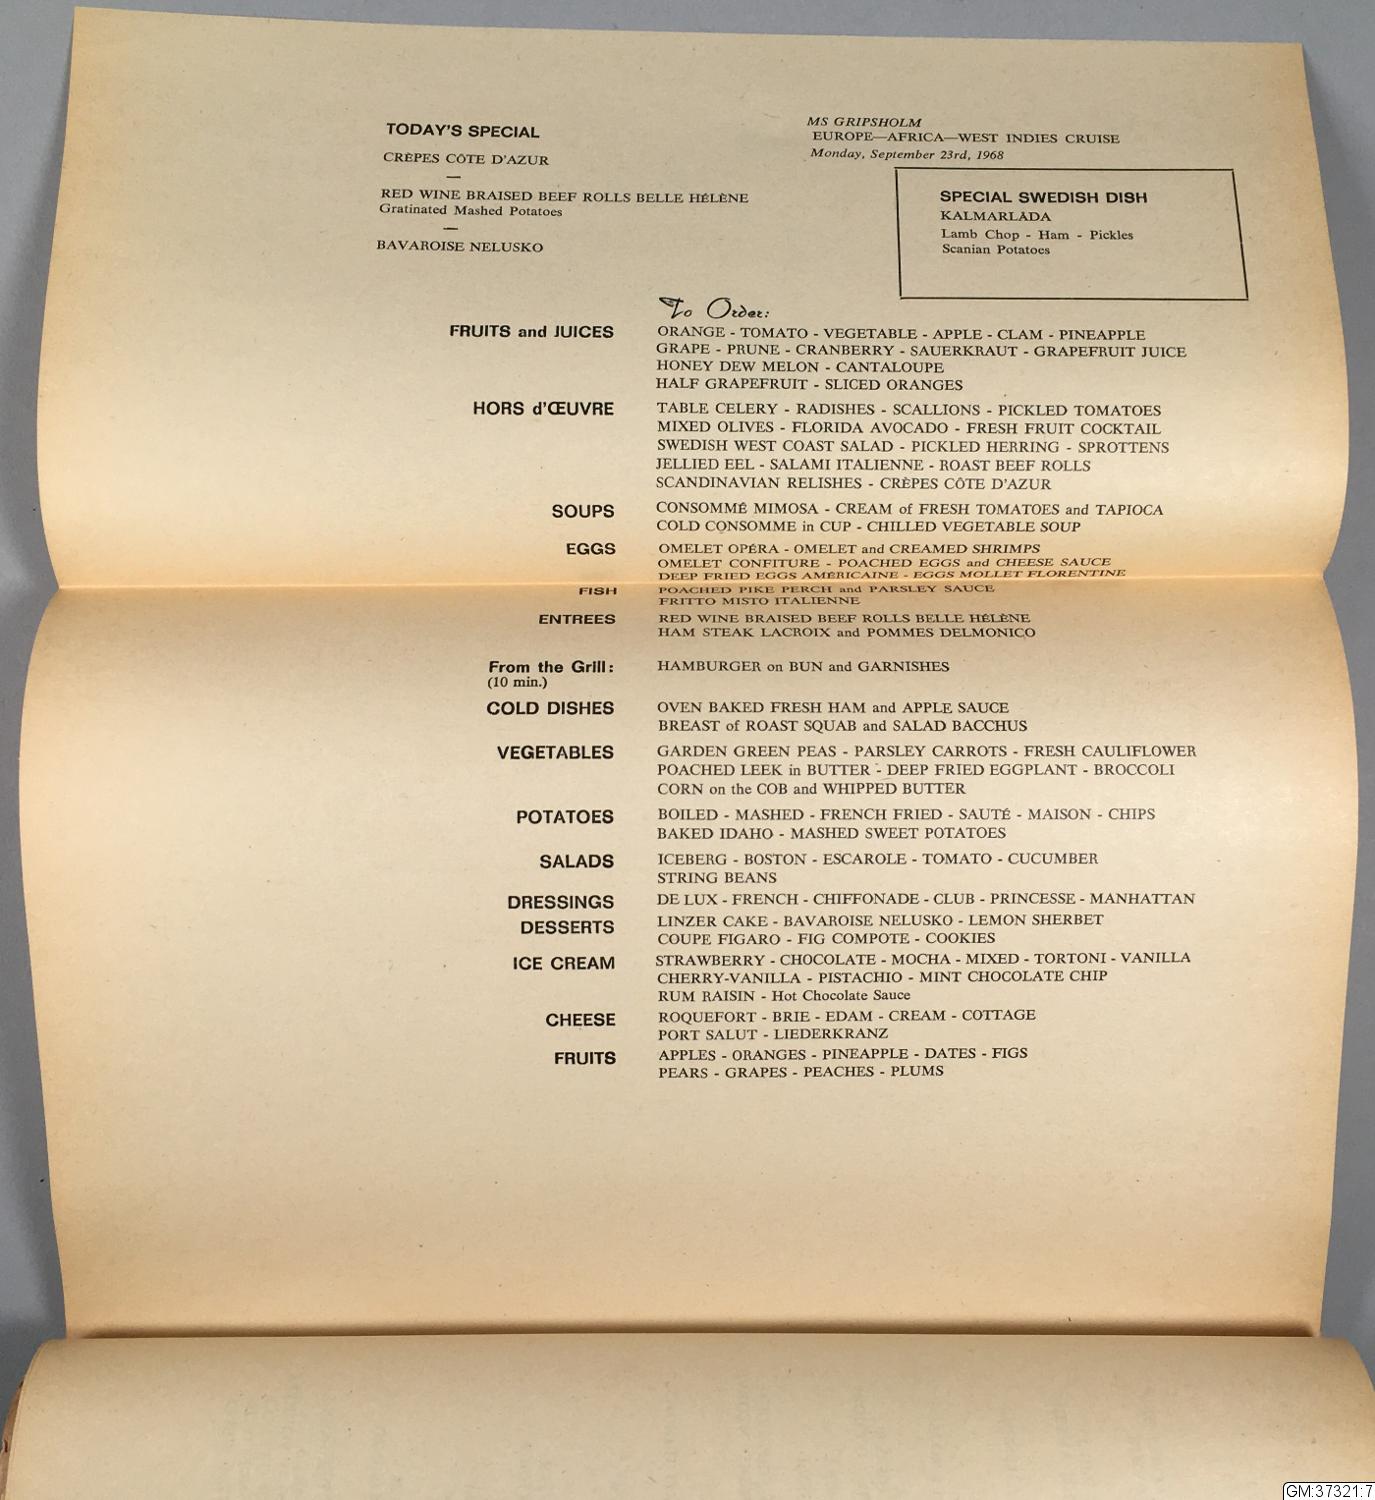 TODAY'S SPECIAL
CRÊPES CÔTE D'AZUR
—
RED WINE BRAISED BEEF ROLLS BELLE HÉLÈNE
Gratinated Mashed Potatoes
—
BAVAROISE NELUSKO
MS GRIPSHOLM
EUROPE—AFRICA—WEST INDIES CRUISE
Monday, September 23rd, 1968
SPECIAL SWEDISH DISH
KALMARLÅDA
Lamb Chop - Ham - Pickles
Scanian Potatoes
To Order:
FRUITS and JUICES ORANGE - TOMATO - VEGETABLE - APPLE - CLAM - PINEAPPLE
GRAPE - PRUNE - CRANBERRY - SAUERKRAUT - GRAPEFRUIT JUICE
HONEY DEW MELON - CANTALOUPE
HALF GRAPEFRUIT - SLICED ORANGES
HORS d'ŒUVRE TABLE CELERY - RADISHES - SCALLIONS - PICKLED TOMATOES
MIXED OLIVES - FLORIDA AVOCADO - FRESH FRUIT COCKTAIL
SWEDISH WEST COAST SALAD - PICKLED HERRING - SPROTTENS
JELLIED EEL - SALAMI ITALIENNE - ROAST BEEF ROLLS
SCANDINAVIAN RELISHES - CRÊPES CÔTE D'AZUR
SOUPS CONSOMMÉ MIMOSA - CREAM of FRESH TOMATOES and TAPIOCA
COLD CONSOMME in CUP - CHILLED VEGETABLE SOUP
EGGS OMELET OPÉRA - OMELET and CREAMED SHRIMPS
OMELET CONFITURE - POACHED EGGS and CHEESE SAUCE
DEEP FRIED EGGS AMÉRICAINE - EGGS MOLLET FLORENTINE
FISH POACHED PIKE PERCH and PARSLEY SAUCE
FRITTO MISTO ITALIENNE
ENTREES RED WINE BRAISED BEEF ROLLS BELLE HÉLÈNE
HAM STEAK LACROIX and POMMES DELMONICO
From the Grill: HAMBURGER on BUN and GARNISHES
(10 min.)
COLD DISHES OVEN BAKED FRESH HAM and APPLE SAUCE
BREAST of ROAST SQUAB and SALAD BACCHUS
VEGETABLES GARDEN GREEN PEAS - PARSLEY CARROTS - FRESH CAULIFLOWER
POACHED LEEK in BUTTER - DEEP FRIED EGGPLANT - BROCCOLI
CORN on the COB and WHIPPED BUTTER
POTATOES BOILED - MASHED - FRENCH FRIED - SAUTÉ - MAISON - CHIPS
BAKED IDAHO - MASHED SWEET POTATOES
SALADS ICEBERG - BOSTON - ESCAROLE - TOMATO - CUCUMBER
STRING BEANS
DRESSINGS DE LUX - FRENCH - CHIFFONADE - CLUB - PRINCESSE - MANHATTAN
DESSERTS LINZER CAKE - BAVAROISE NELUSKO - LEMON SHERBET
COUPE FIGARO - FIG COMPOTE - COOKIES
ICE CREAM STRAWBERRY - CHOCOLATE - MOCHA - MIXED - TORTONI - VANILLA
CHERRY-VANILLA - PISTACHIO - MINT CHOCOLATE CHIP
RUM RAISIN - Hot Chocolate Sauce
CHEESE ROQUEFORT - BRIE - EDAM - CREAM - COTTAGE
PORT SALUT - LIEDERKRANZ
FRUITS APPLES - ORANGES - PINEAPPLE - DATES - FIGS
PEARS - GRAPES - PEACHES - PLUMS
GM:37321:7